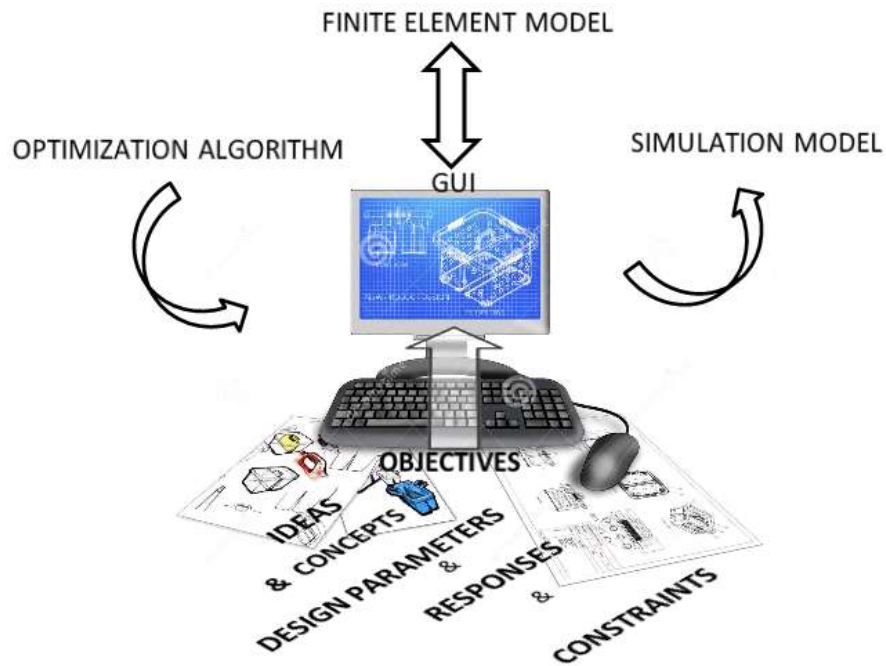 FINITE ELEMENT MODEL
OPTIMIZATION ALGORITHM
SIMULATION MODEL
GUI
OBJECTIVES
IDEAS
& CONCEPTS
DESIGN PARAMETERS
&
RESPONSES
&
CONSTRAINTS